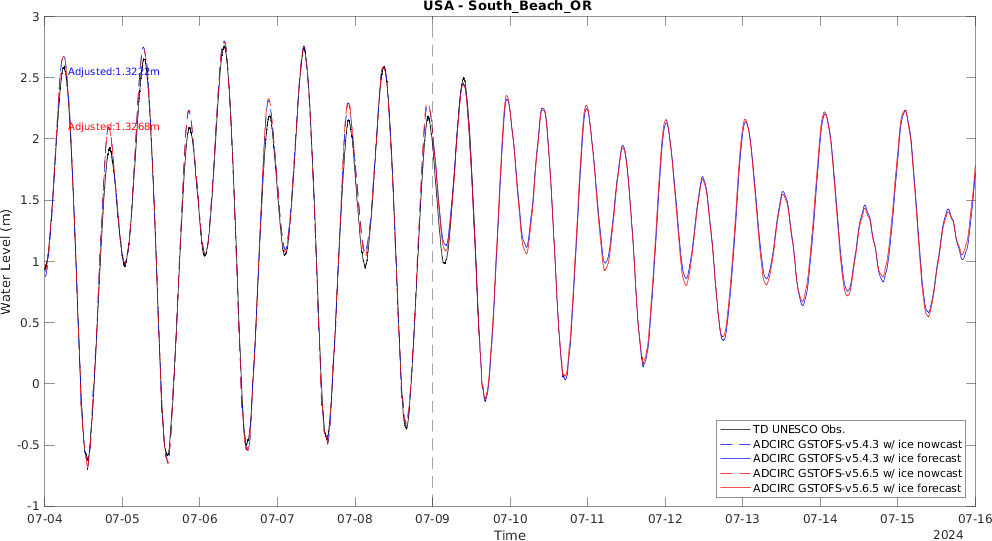 USA - South_Beach_OR
3
2.5
2
1.5
1
0.5
0
-0.5
-1
Water Level (m)
Adjusted:1.3222m
Adjusted:1.3268m
TD UNESCO Obs.
ADCIRC GSTOFS-v5.4.3 w/ ice nowcast
ADCIRC GSTOFS-v5.4.3 w/ ice forecast
ADCIRC GSTOFS-v5.6.5 w/ ice nowcast
ADCIRC GSTOFS-v5.6.5 w/ ice forecast
07-04 07-05 07-06 07-07 07-08 07-09 07-10 07-11 07-12 07-13 07-14 07-15 07-16
Time
2024